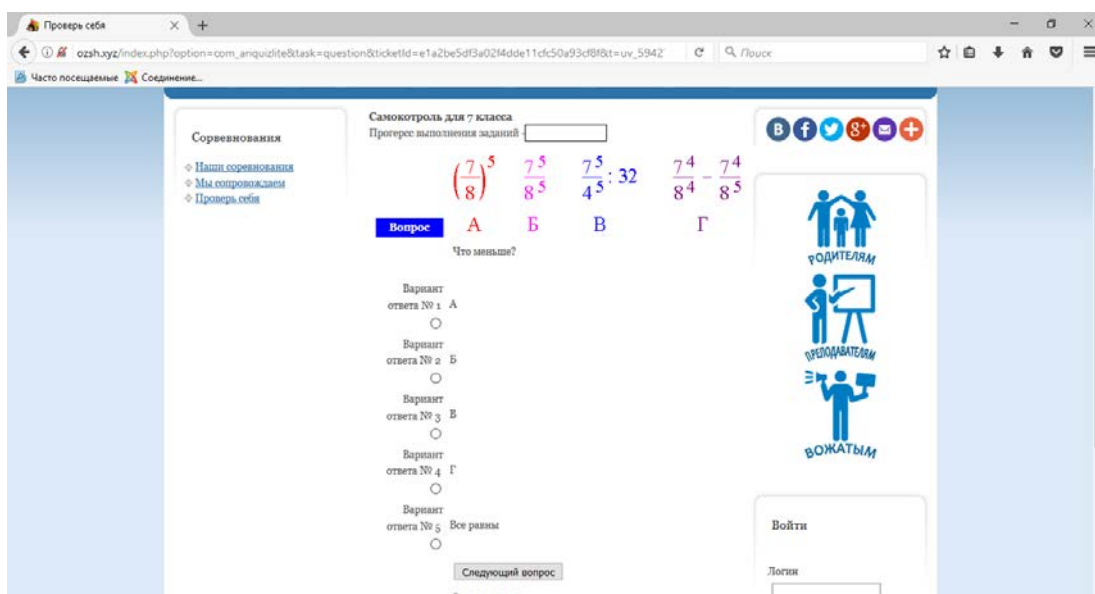 Проверь себя
ozsh.xyz/index.php?option=com_ariquizlite&task=question&ticketId=e1a2be5df3a02f4dde11cfc50a93cf8f&t=uv_5942
Поиск
Часто посещаемые Соединение...
Сорвевнования
Наши соревнования
Мы сопровождаем
Проверь себя
Самокотроль для 7 класса
Прогерес выполнения заданий -
(7/8)^5 7^5/8^5 7^5/4^5 : 32 7^4/8^4 − 7^4/8^5
Вопрос А Б В Г
Что меньше?
Вариант
ответа № 1 А
Вариант
ответа № 2 Б
Вариант
ответа № 3 В
Вариант
ответа № 4 Г
Вариант
ответа № 5 Все равны
Следующий вопрос
РОДИТЕЛЯМ
ПРЕПОДАВАТЕЛЯМ
ВОЖАТЫМ
Войти
Логин